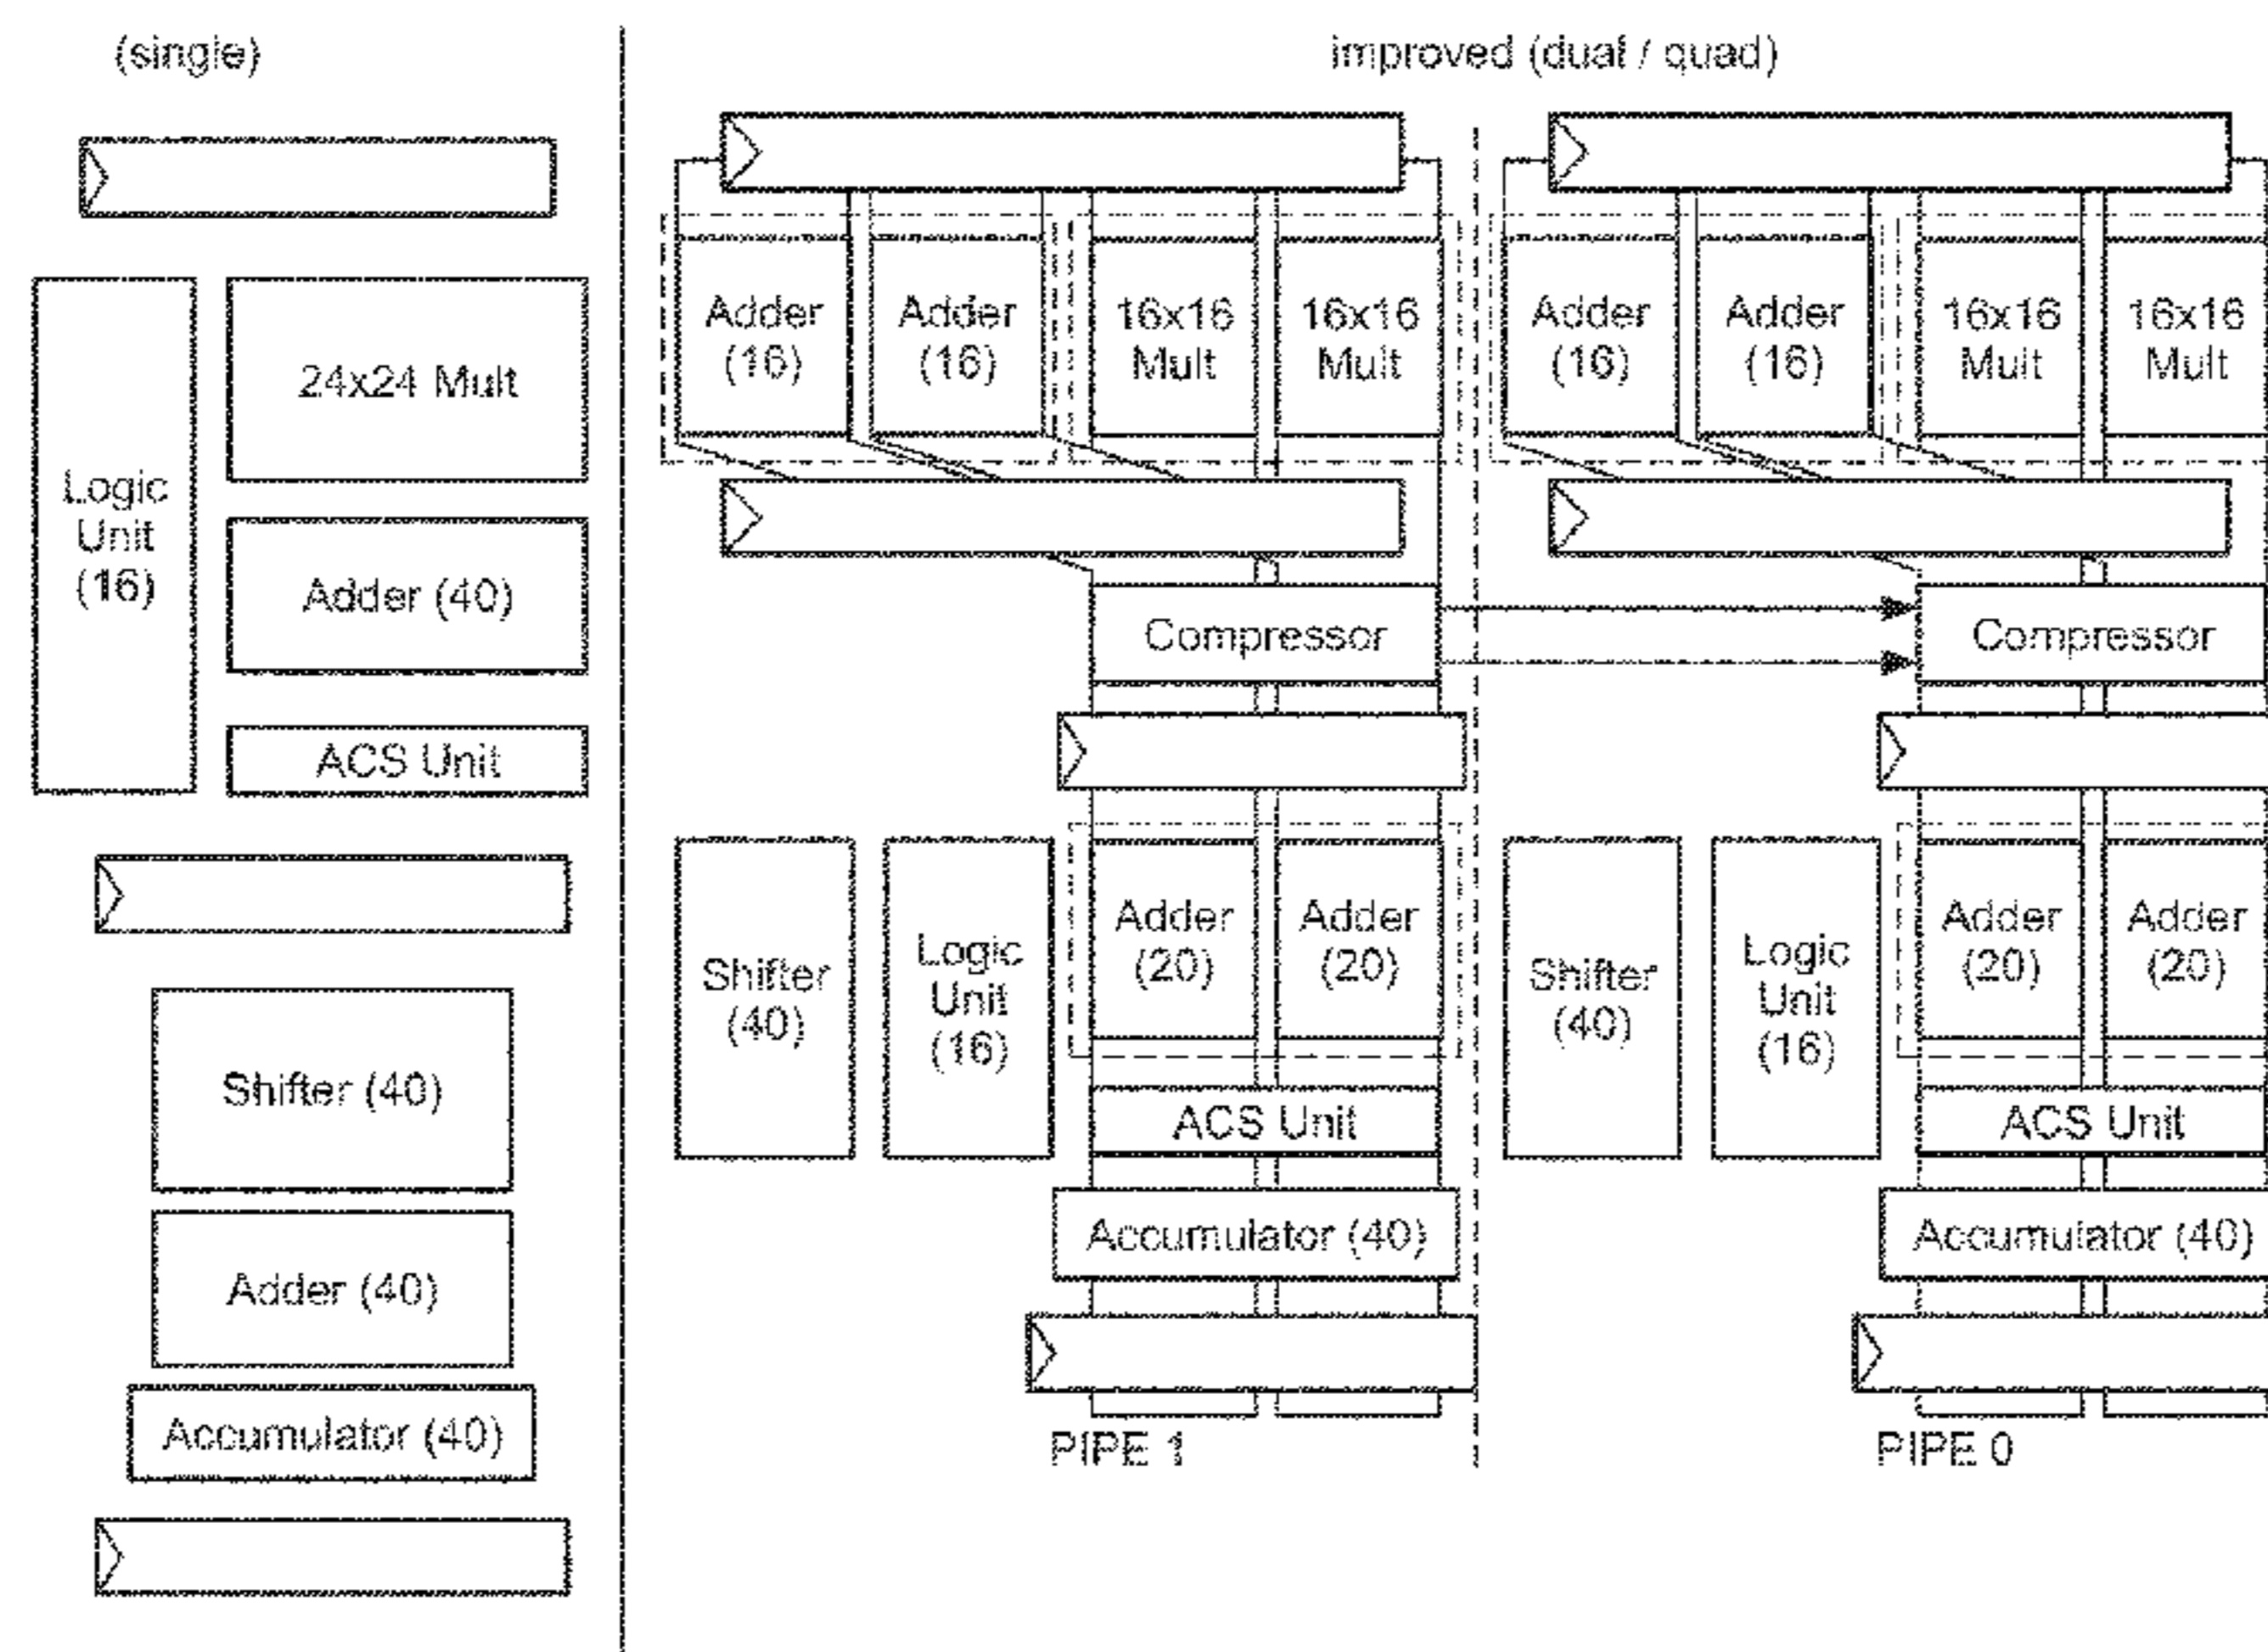 (single)
24x24 Mult
Logic
Unit
(16)
Adder (40)
ACS Unit
Shifter (40)
Adder (40)
Accumulator (40)
improved (dual / quad)
Adder
(16)
Adder
(16)
16x16
Mult
16x16
Mult
Compressor
Shifter
(40)
Logic
Unit
(16)
Adder
(20)
Adder
(20)
ACS Unit
Accumulator (40)
PIPE 1
Adder
(16)
Adder
(16)
16x16
Mult
16x16
Mult
Compressor
Shifter
(40)
Logic
Unit
(16)
Adder
(20)
Adder
(20)
ACS Unit
Accumulator (40)
PIPE 0